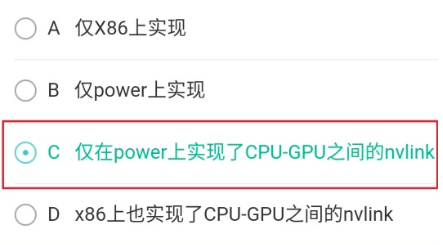 A 仅X86上实现
B 仅power上实现
C 仅在power上实现了CPU-GPU之间的nvlink
D x86上也实现了CPU-GPU之间的nvlink